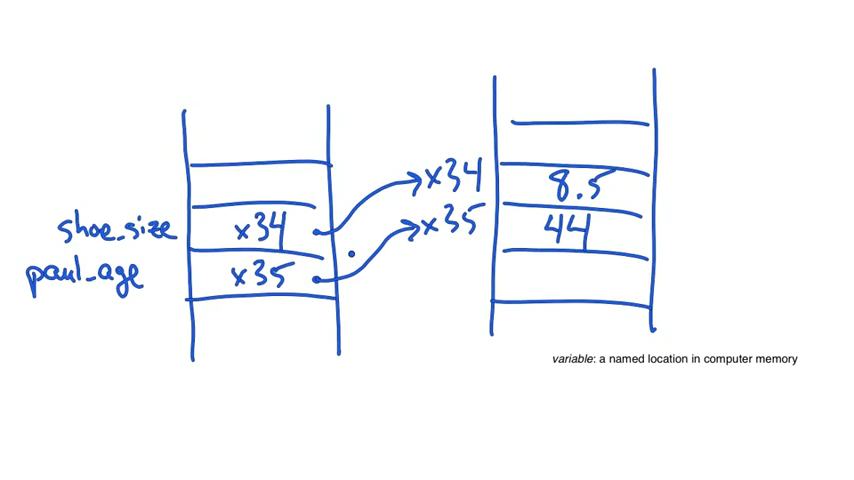 shoe_size
x34
paul_age
x35
x34
8.5
x35
44
variable: a named location in computer memory